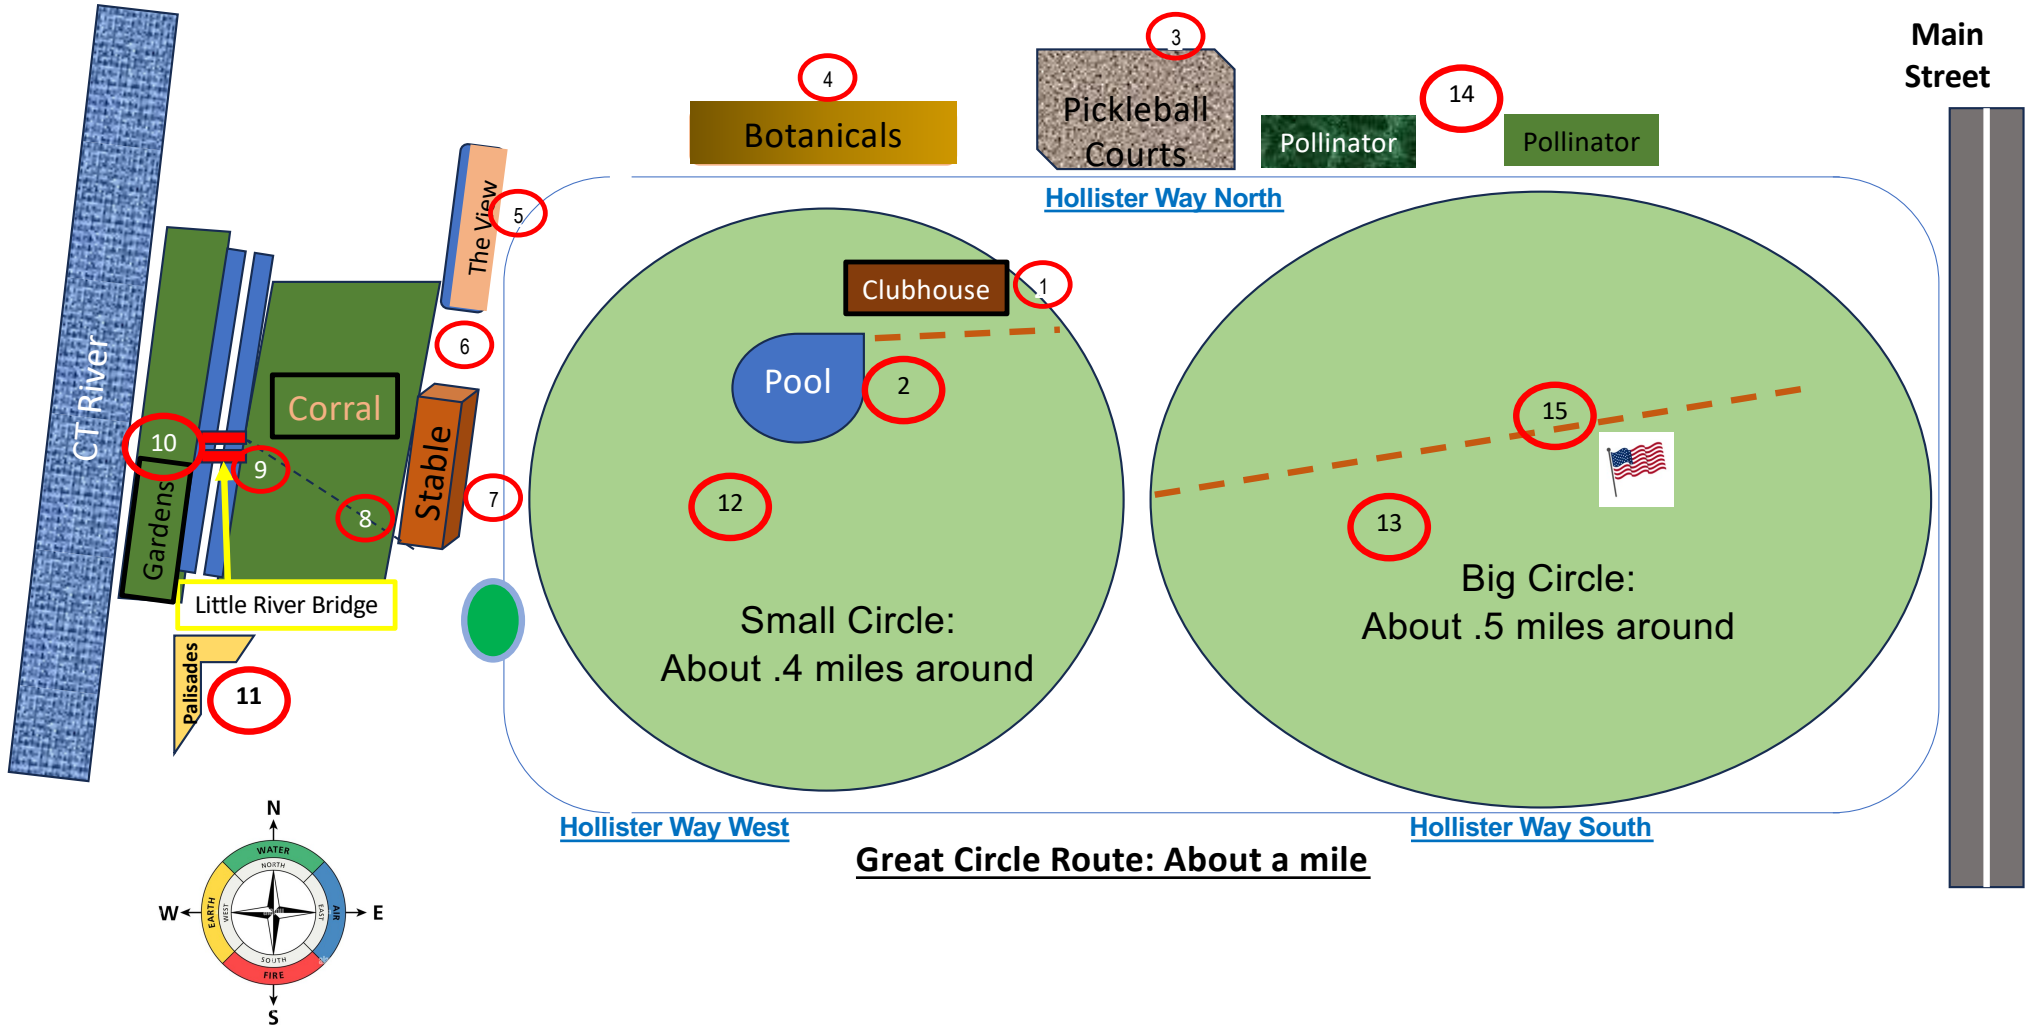 Main
Street
3
4
14
Pickleball
Courts
Botanicals
Pollinator
Pollinator
The View
5
Hollister Way North
Clubhouse
1
6
CT River
Pool
2
Corral
15
10
9
Stable
7
8
12
13
Gardens
Little River Bridge
Small Circle:
About .4 miles around
Big Circle:
About .5 miles around
Palisades
11
Hollister Way West
Hollister Way South
Great Circle Route: About a mile
N
WATER
NORTH
W
EARTH
WEST
EAST
AIR
E
SOUTH
FIRE
S